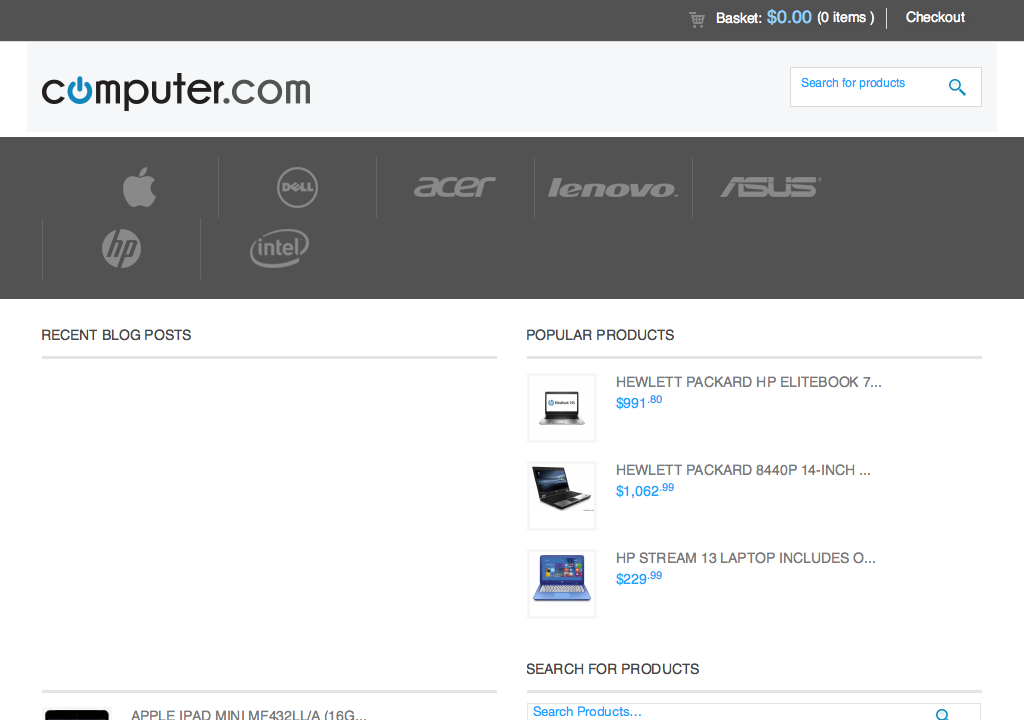 Basket: $0.00 (0 items ) Checkout
computer.com
Search for products
DELL acer lenovo ASUS
hp intel
RECENT BLOG POSTS
POPULAR PRODUCTS
HEWLETT PACKARD HP ELITEBOOK 7...
$991.80
HEWLETT PACKARD 8440P 14-INCH ...
$1,062.99
HP STREAM 13 LAPTOP INCLUDES O...
$229.99
SEARCH FOR PRODUCTS
Search Products...
APPLE IPAD MINI MF432LL/A (16G...